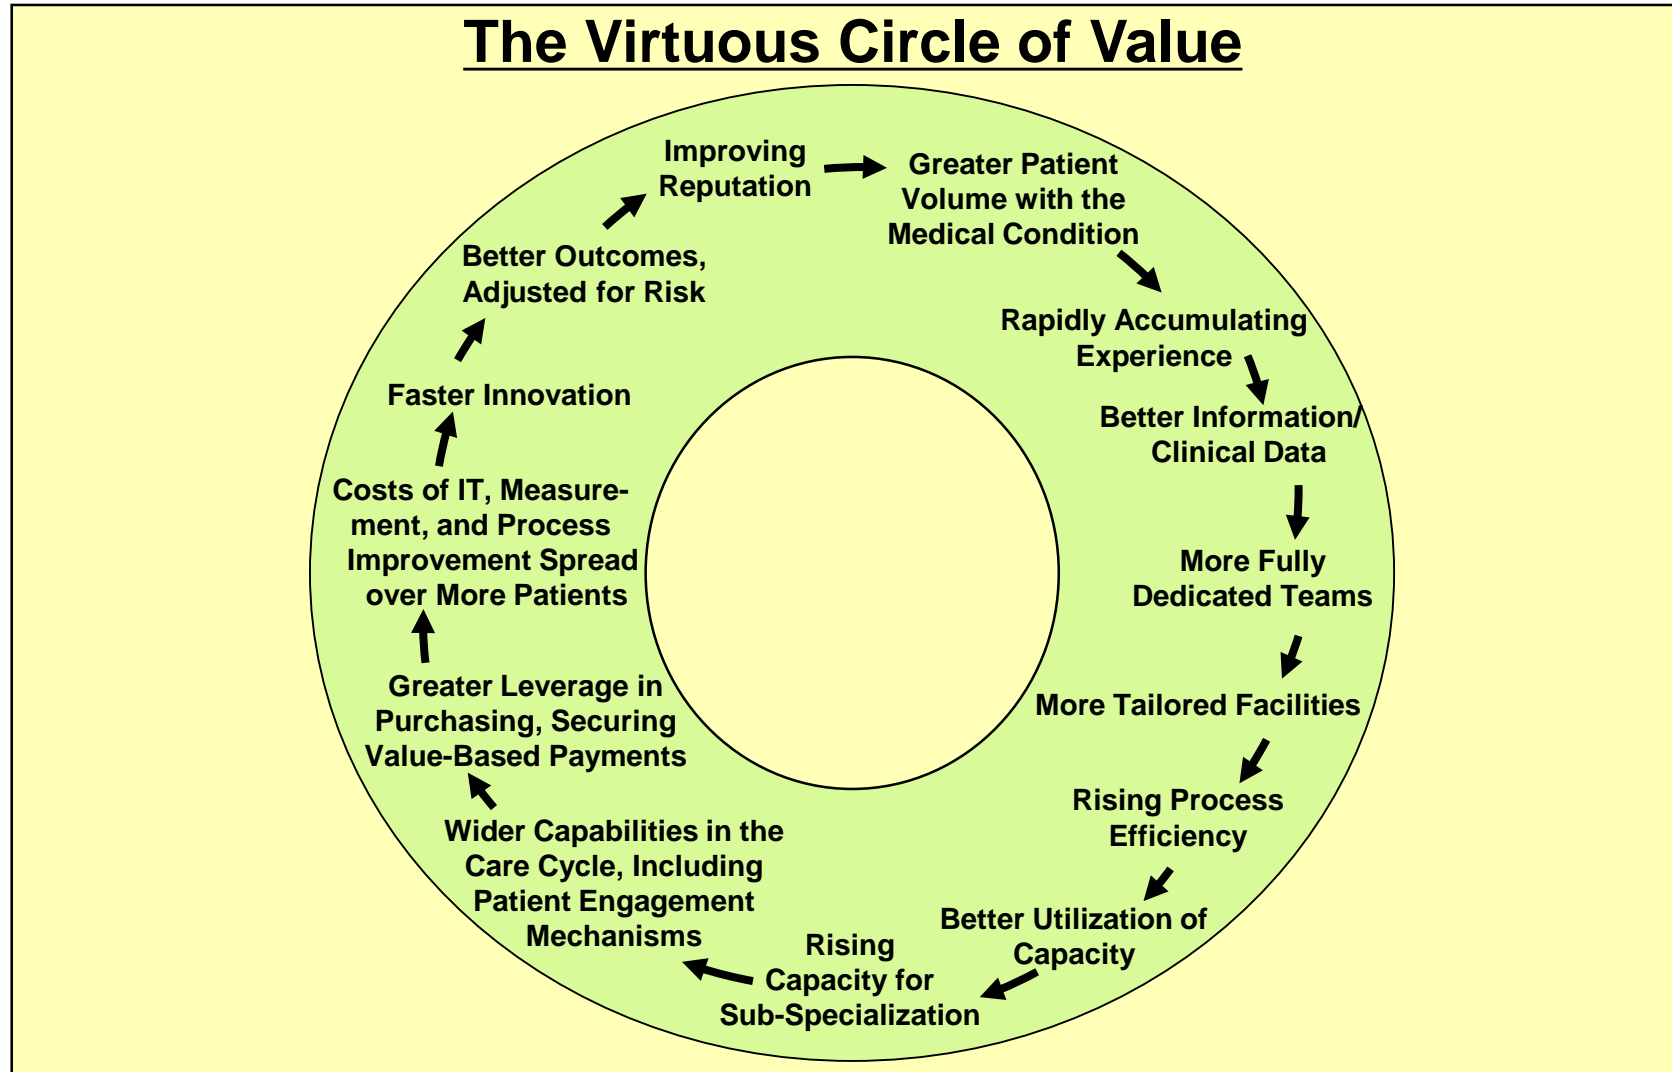 The Virtuous Circle of Value
Improving
Reputation
Greater Patient
Volume with the
Medical Condition
Rapidly Accumulating
Experience
Better Information/
Clinical Data
More Fully
Dedicated Teams
More Tailored Facilities
Rising Process
Efficiency
Better Utilization of
Capacity
Rising
Capacity for
Sub-Specialization
Wider Capabilities in the
Care Cycle, Including
Patient Engagement
Mechanisms
Greater Leverage in
Purchasing, Securing
Value-Based Payments
Costs of IT, Measure-
ment, and Process
Improvement Spread
over More Patients
Faster Innovation
Better Outcomes,
Adjusted for Risk